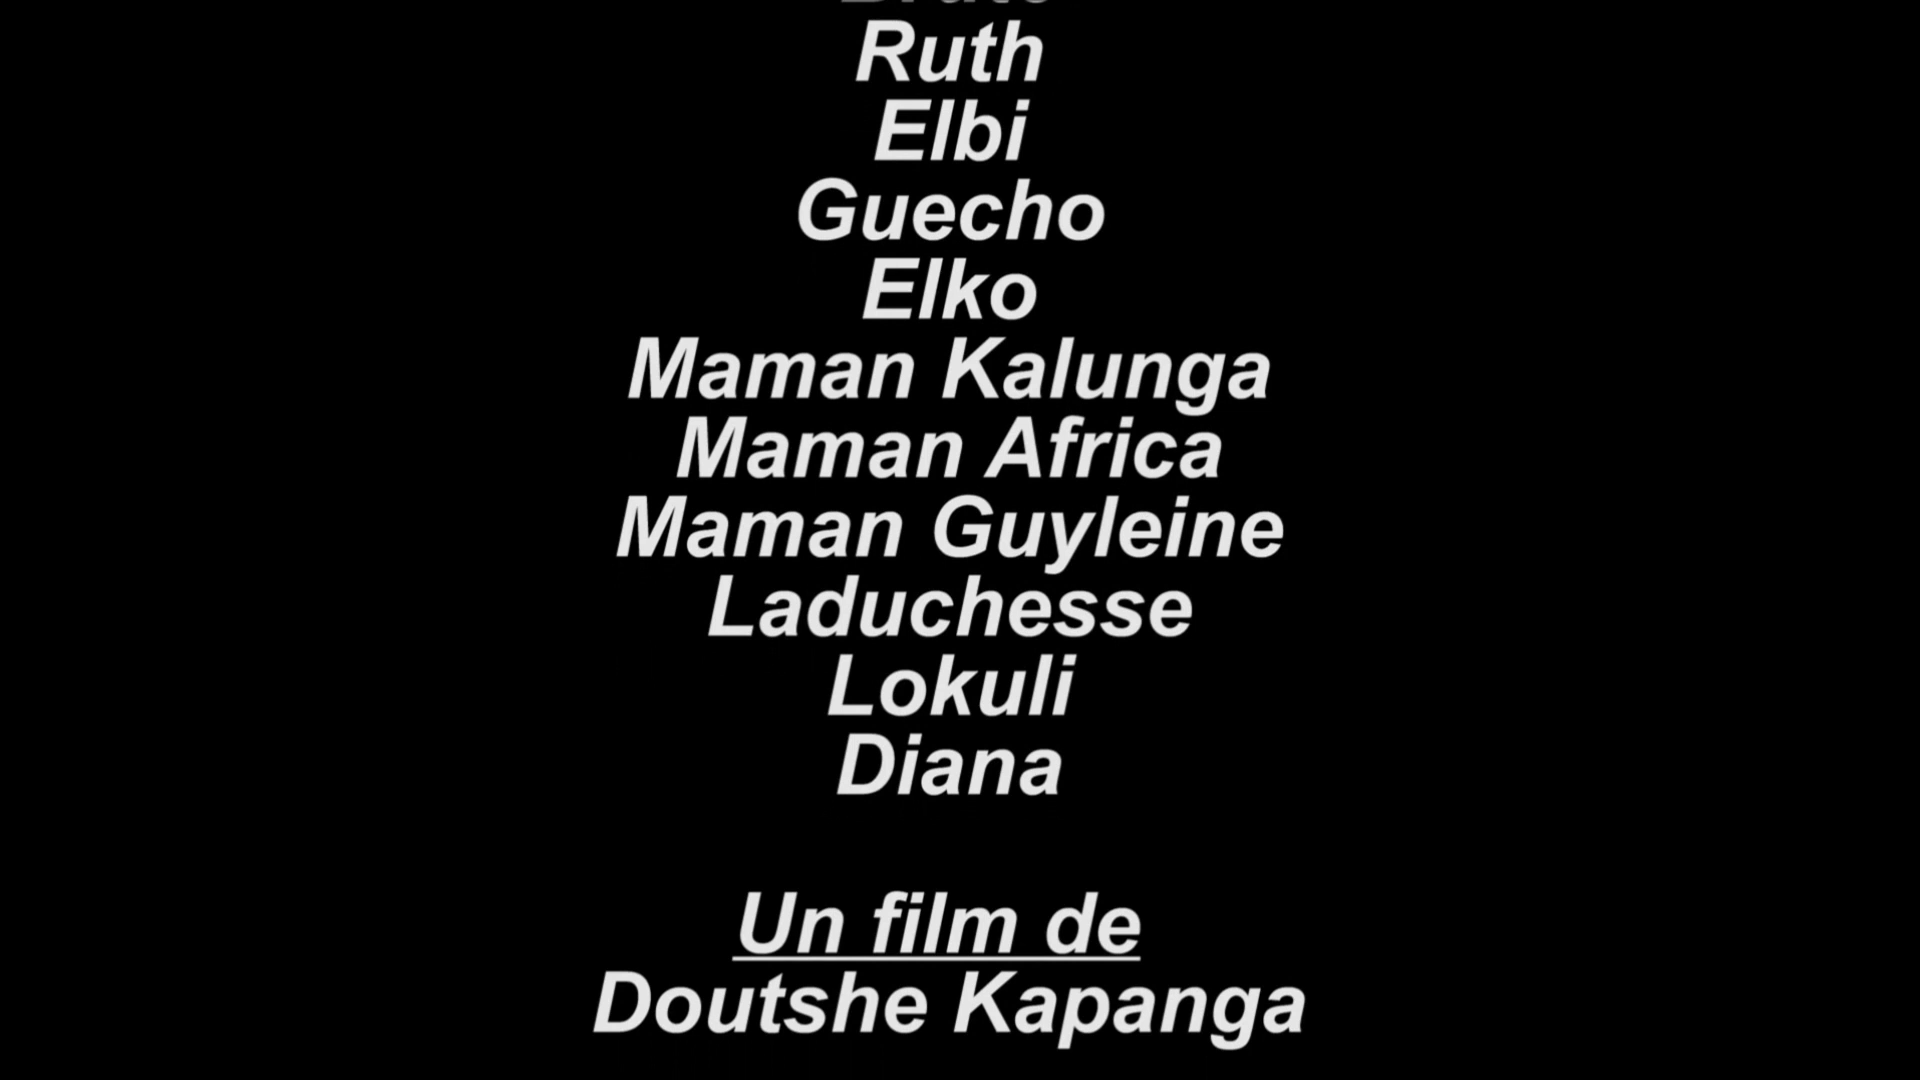 Ruth
Elbi
Guecho
Elko
Maman Kalunga
Maman Africa
Maman Guyleine
Laduchesse
Lokuli
Diana
Un film de
Doutshe Kapanga